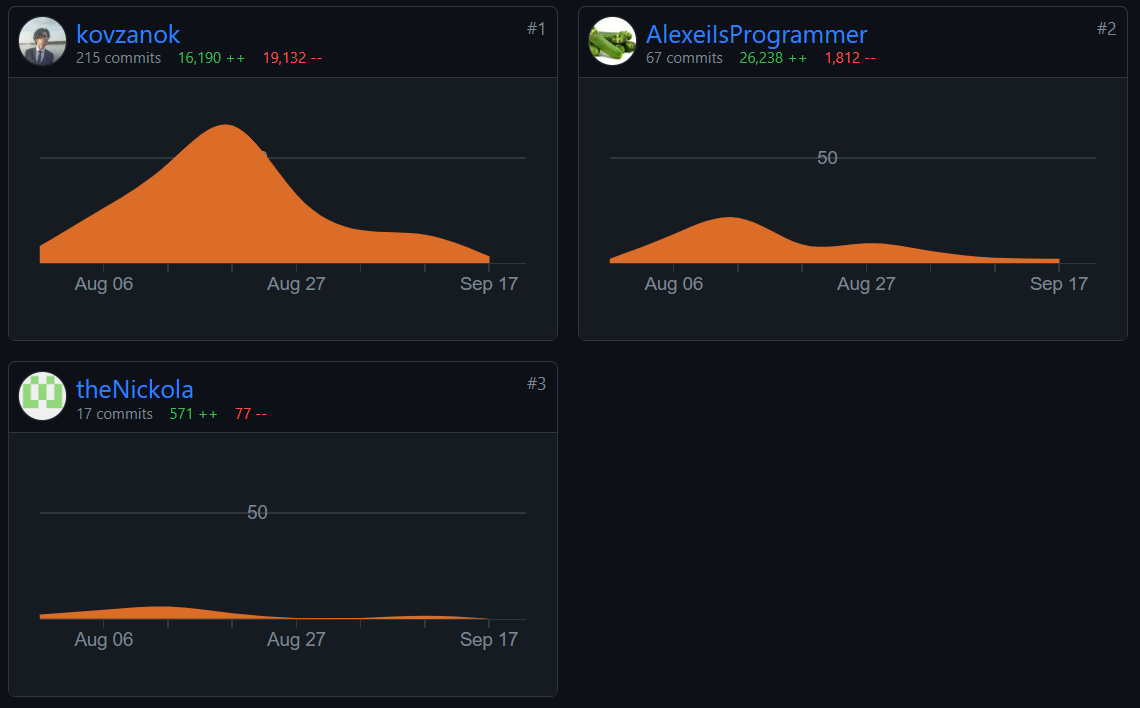 kovzanok
#1
215 commits 16,190 ++ 19,132 --
Aug 06 Aug 27 Sep 17
AlexeiIsProgrammer
#2
67 commits 26,238 ++ 1,812 --
50
Aug 06 Aug 27 Sep 17
theNickola
#3
17 commits 571 ++ 77 --
50
Aug 06 Aug 27 Sep 17